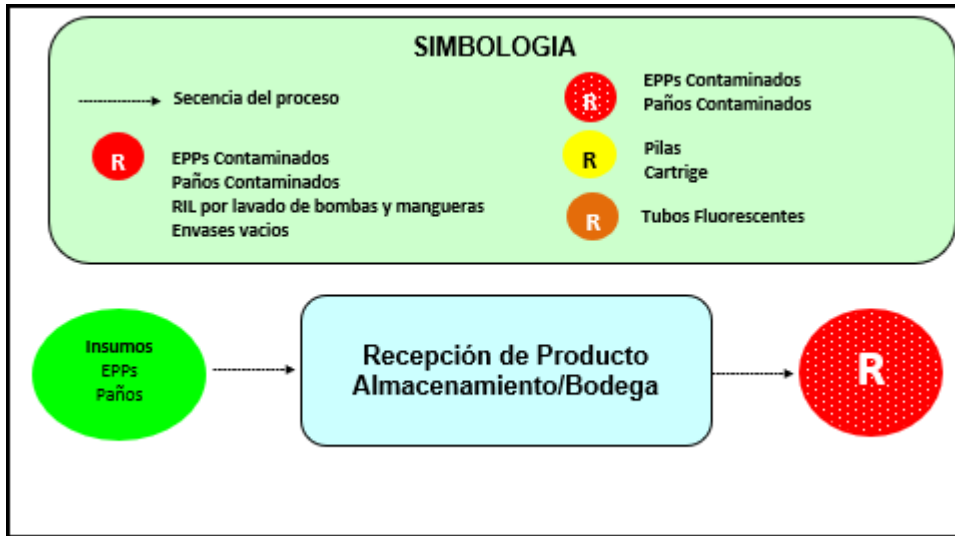 SIMBOLOGIA
Secencia del proceso
R
EPPs Contaminados
Paños Contaminados
RIL por lavado de bombas y mangueras
Envases vacios
R
EPPs Contaminados
Paños Contaminados
R
Pilas
Cartrige
R
Tubos Fluorescentes
Insumos
EPPs
Paños
Recepción de Producto
Almacenamiento/Bodega
R